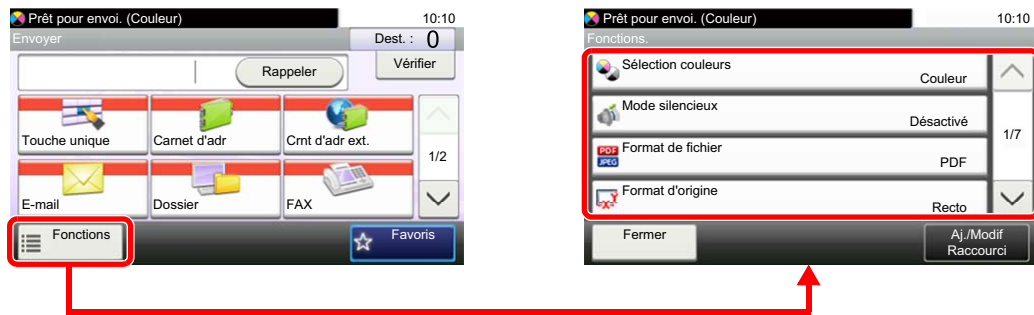 Prêt pour envoi. (Couleur) 10:10
Envoyer Dest. : 0
Rappeler Vérifier
Touche unique Carnet d'adr Crnt d'adr ext.
1/2
E-mail Dossier FAX
Fonctions Favoris
Prêt pour envoi. (Couleur) 10:10
Fonctions.
Sélection couleurs
Couleur
Mode silencieux
Désactivé
1/7
Format de fichier
PDF
JPEG
PDF
Format d'origine
Recto
Fermer Aj./Modif
Raccourci